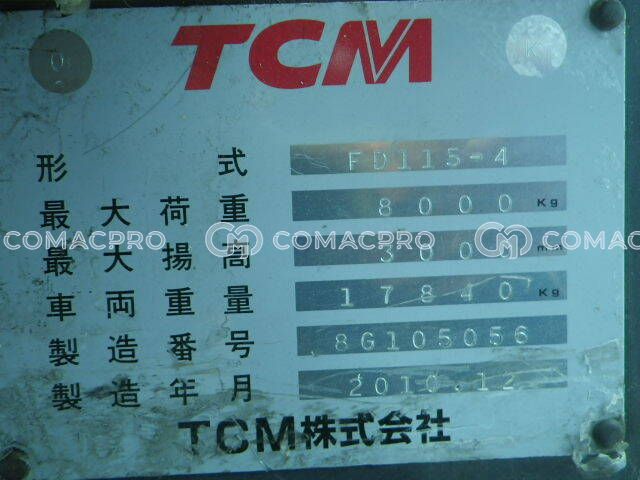 TCM
形式 FD115-4
最大荷重 8000 Kg
最大揚高 3000 mm
COMACPRO COMACPRO COMACPRO
車両重量 17840 Kg
製造番号 8G105056
製造年月 2010.12
TCM株式会社